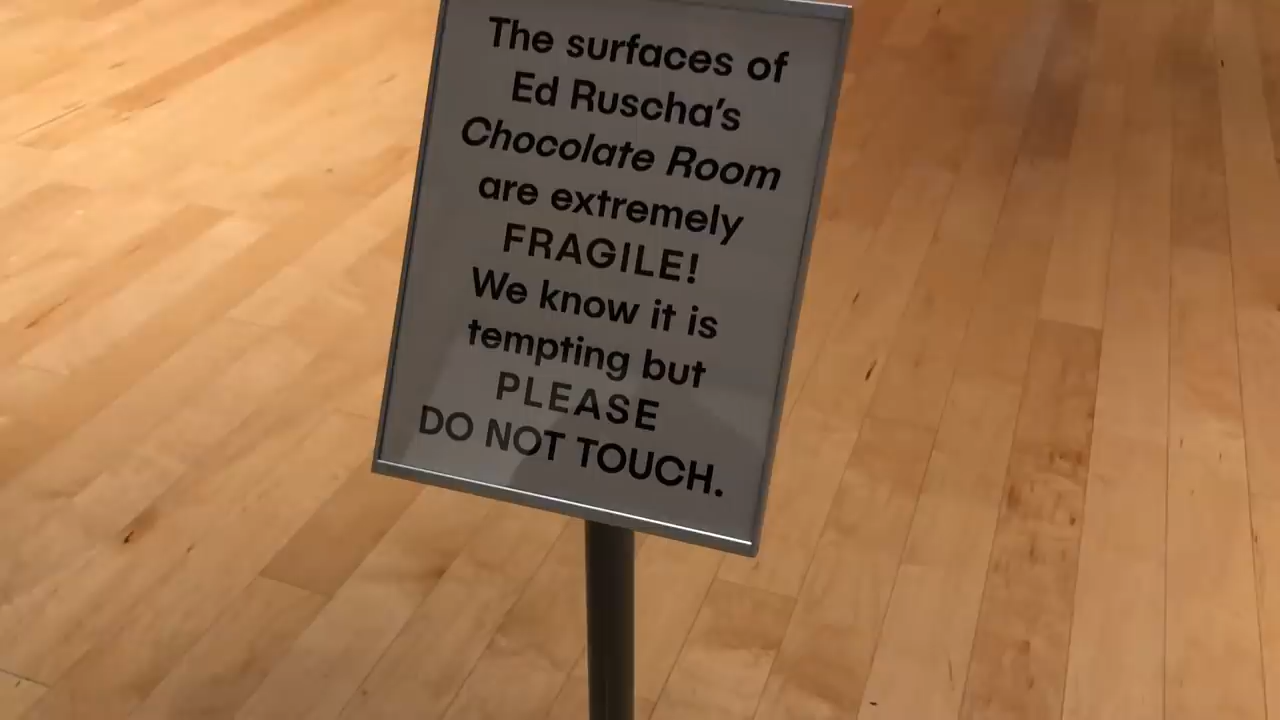 The surfaces of
Ed Ruscha’s
Chocolate Room
are extremely
FRAGILE!
We know it is
tempting but
PLEASE
DO NOT TOUCH.